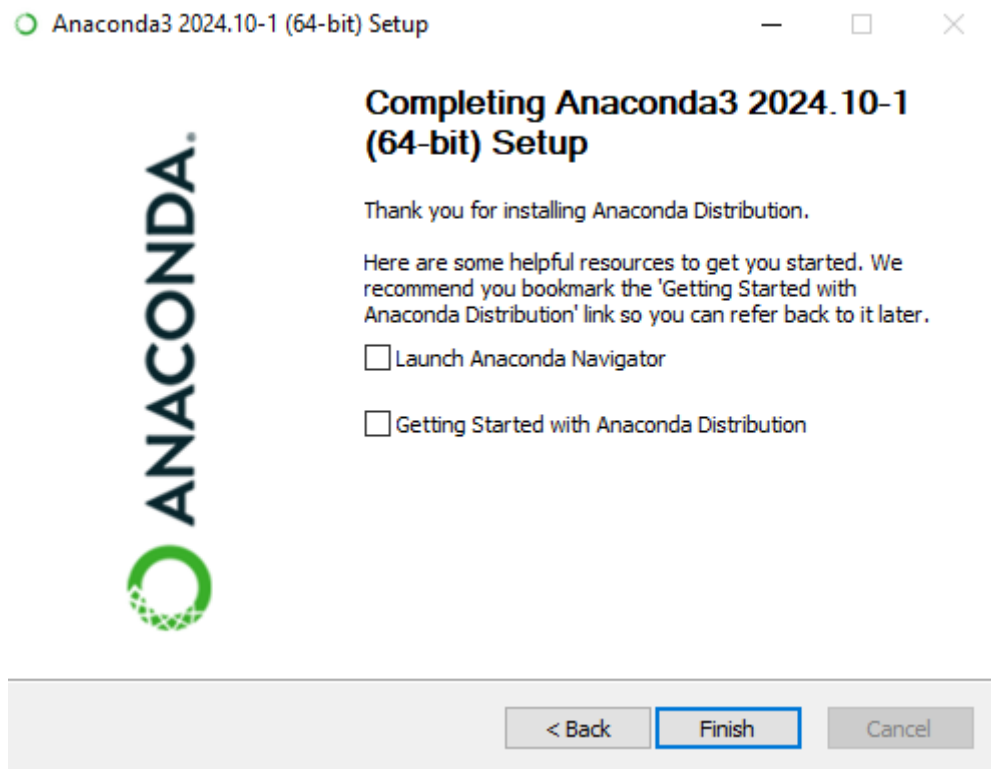 Anaconda3 2024.10-1 (64-bit) Setup
Completing Anaconda3 2024.10-1
(64-bit) Setup
ANACONDA.
Thank you for installing Anaconda Distribution.
Here are some helpful resources to get you started. We
recommend you bookmark the 'Getting Started with
Anaconda Distribution' link so you can refer back to it later.
Launch Anaconda Navigator
Getting Started with Anaconda Distribution
< Back
Finish
Cancel